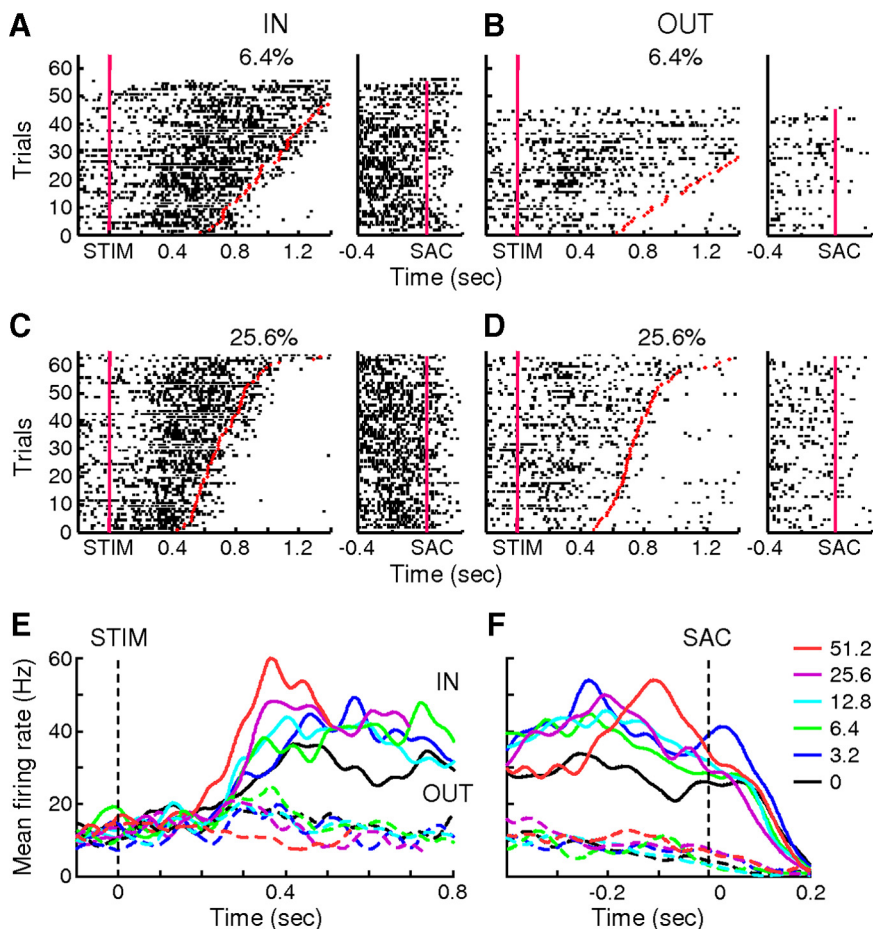 A IN B OUT
6.4% 6.4%
60
50
40
30
20
10
0
Trials
STIM 0.4 0.8 1.2 -0.4 SAC STIM 0.4 0.8 1.2 -0.4 SAC
Time (sec) Time (sec)
C D
25.6% 25.6%
60
50
40
30
20
10
0
Trials
STIM 0.4 0.8 1.2 -0.4 SAC STIM 0.4 0.8 1.2 -0.4 SAC
Time (sec) Time (sec)
E STIM F SAC
60
40
20
0
Mean firing rate (Hz)
IN
OUT
51.2
25.6
12.8
6.4
3.2
0
0 0.4 0.8 -0.2 0 0.2
Time (sec) Time (sec)